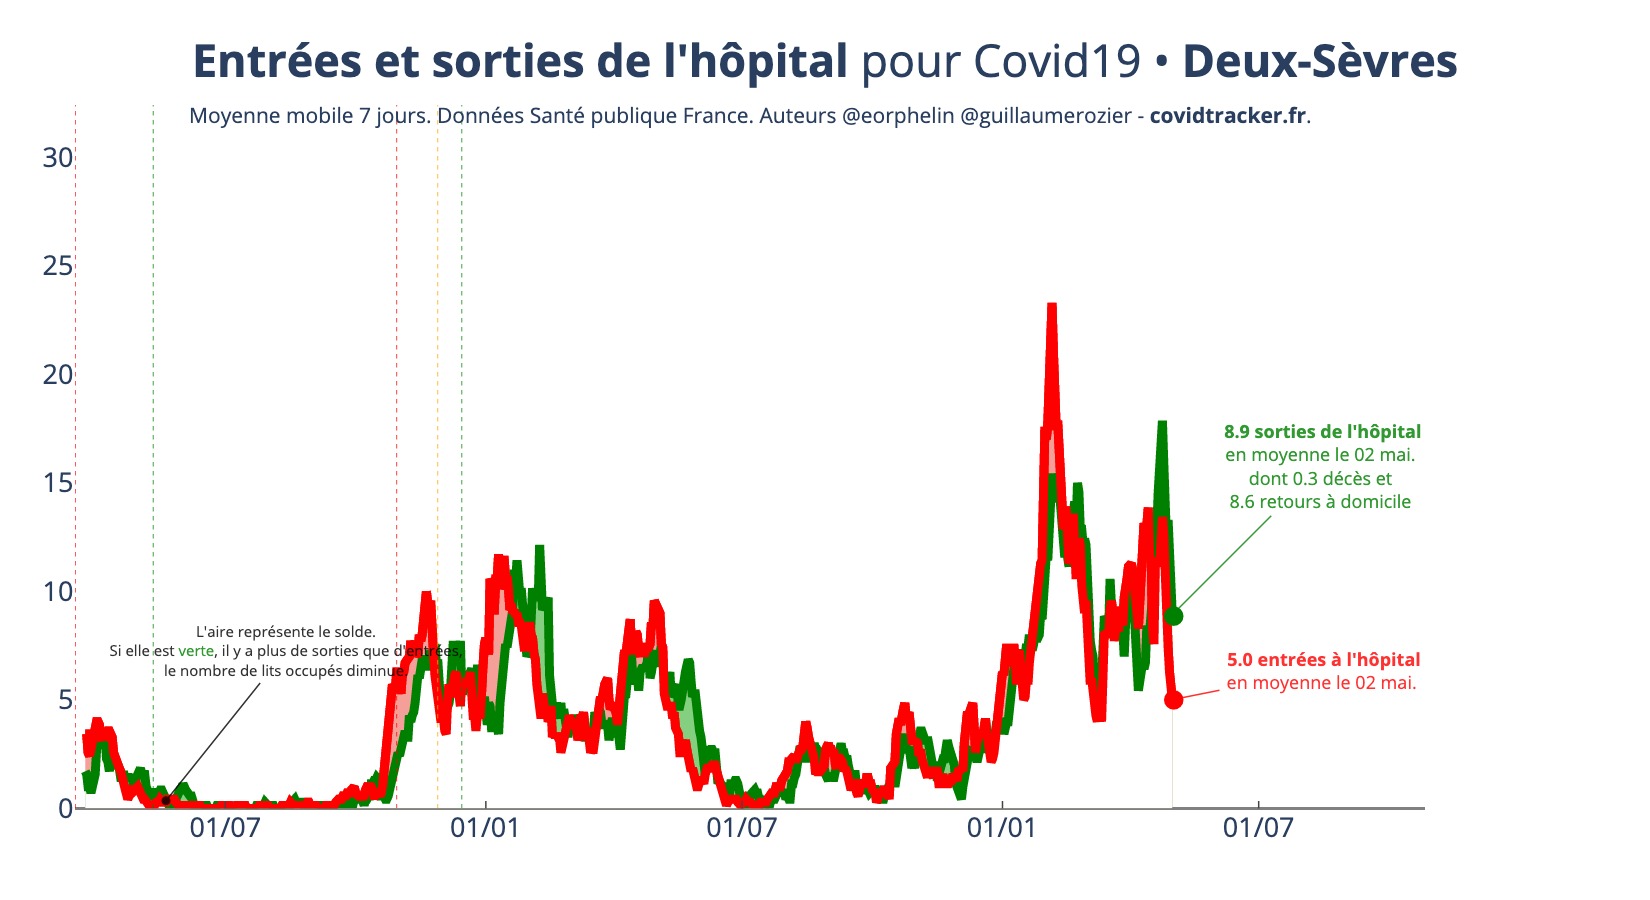 Entrées et sorties de l'hôpital pour Covid19 • Deux-Sèvres
Moyenne mobile 7 jours. Données Santé publique France. Auteurs @eorphelin @guillaumerozier - covidtracker.fr.
30
25
20
15
10
5
0
8.9 sorties de l'hôpital
en moyenne le 02 mai.
dont 0.3 décès et
8.6 retours à domicile
L'aire représente le solde.
Si elle est verte, il y a plus de sorties que d'entrées,
le nombre de lits occupés diminue.
5.0 entrées à l'hôpital
en moyenne le 02 mai.
01/07
01/01
01/07
01/01
01/07